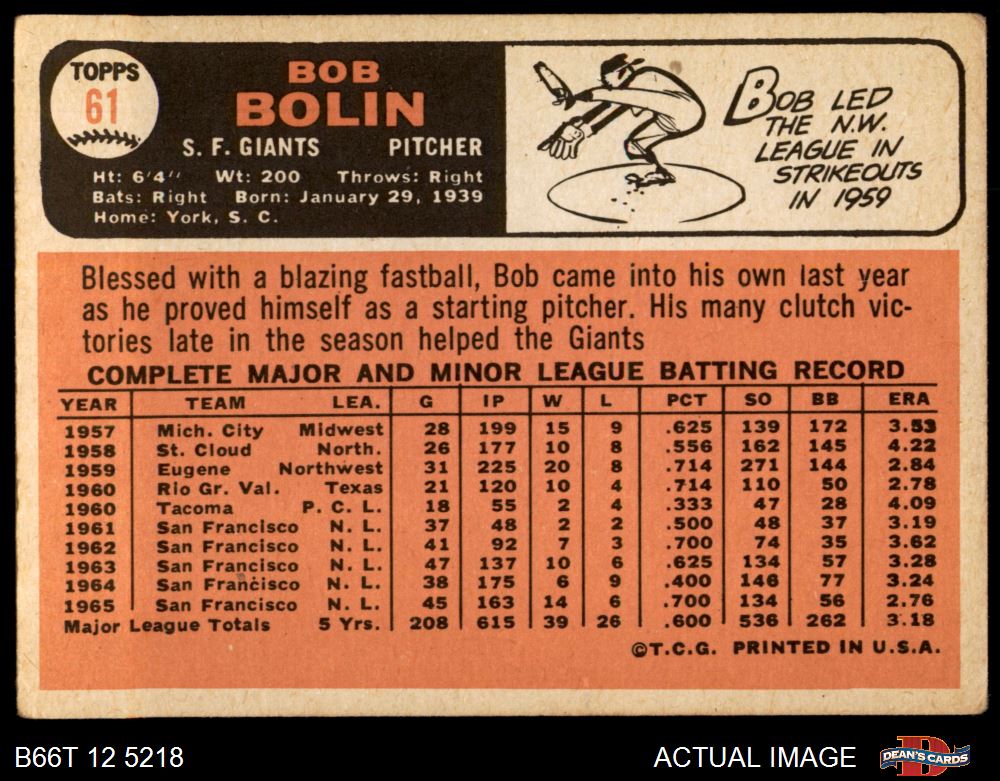 TOPPS
61
BOB
BOLIN
S. F. GIANTS PITCHER
Ht: 6'4" Wt: 200 Throws: Right
Bats: Right Born: January 29, 1939
Home: York, S. C.
BOB LED
THE N.W.
LEAGUE IN
STRIKEOUTS
IN 1959
Blessed with a blazing fastball, Bob came into his own last year
as he proved himself as a starting pitcher. His many clutch vic-
tories late in the season helped the Giants
COMPLETE MAJOR AND MINOR LEAGUE BATTING RECORD
YEAR TEAM LEA. G IP W L PCT SO BB ERA
1957 Mich. City Midwest 28 199 15 9 .625 139 172 3.53
1958 St. Cloud North. 26 177 10 8 .556 162 145 4.22
1959 Eugene Northwest 31 225 20 8 .714 271 144 2.84
1960 Rio Gr. Val. Texas 21 120 10 4 .714 110 50 2.78
1960 Tacoma P. C. L. 18 55 2 4 .333 47 28 4.09
1961 San Francisco N. L. 37 48 2 2 .500 48 37 3.19
1962 San Francisco N. L. 41 92 7 3 .700 74 35 3.62
1963 San Francisco N. L. 47 137 10 6 .625 134 57 3.28
1964 San Francisco N. L. 38 175 6 9 .400 146 77 3.24
1965 San Francisco N. L. 45 163 14 6 .700 134 56 2.76
Major League Totals 5 Yrs. 208 615 39 26 .600 536 262 3.18
©T.C.G. PRINTED IN U.S.A.
B66T 12 5218 ACTUAL IMAGE DEAN'S CARDS